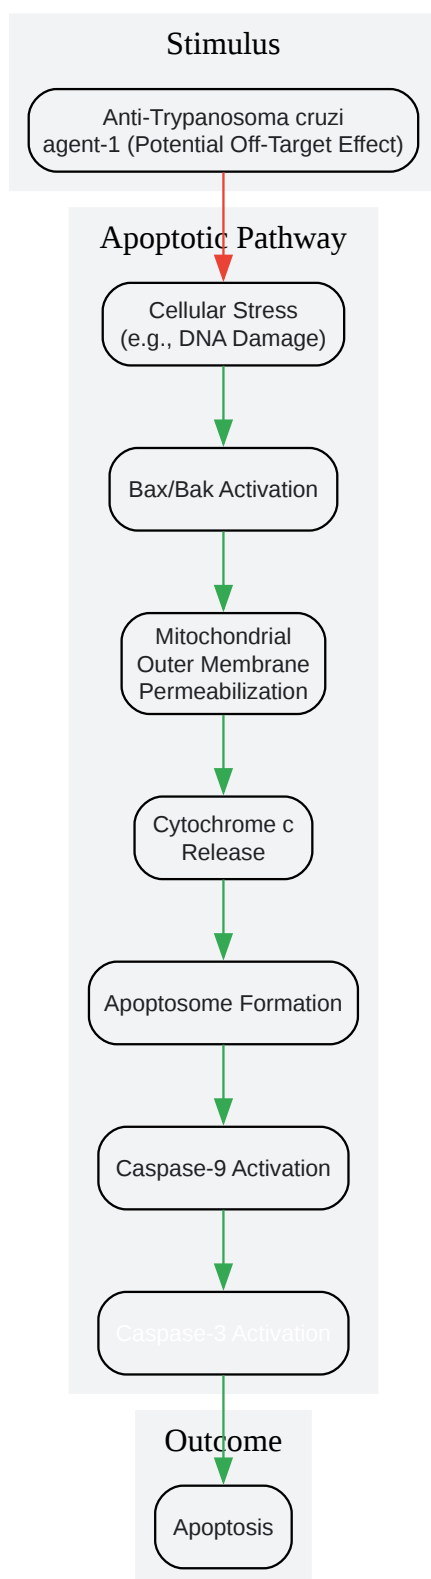 Stimulus
Anti-Trypanosoma cruzi
agent-1 (Potential Off-Target Effect)
Apoptotic Pathway
Cellular Stress
(e.g., DNA Damage)
Bax/Bak Activation
Mitochondrial
Outer Membrane
Permeabilization
Cytochrome c
Release
Apoptosome Formation
Caspase-9 Activation
Caspase-3 Activation
Outcome
Apoptosis